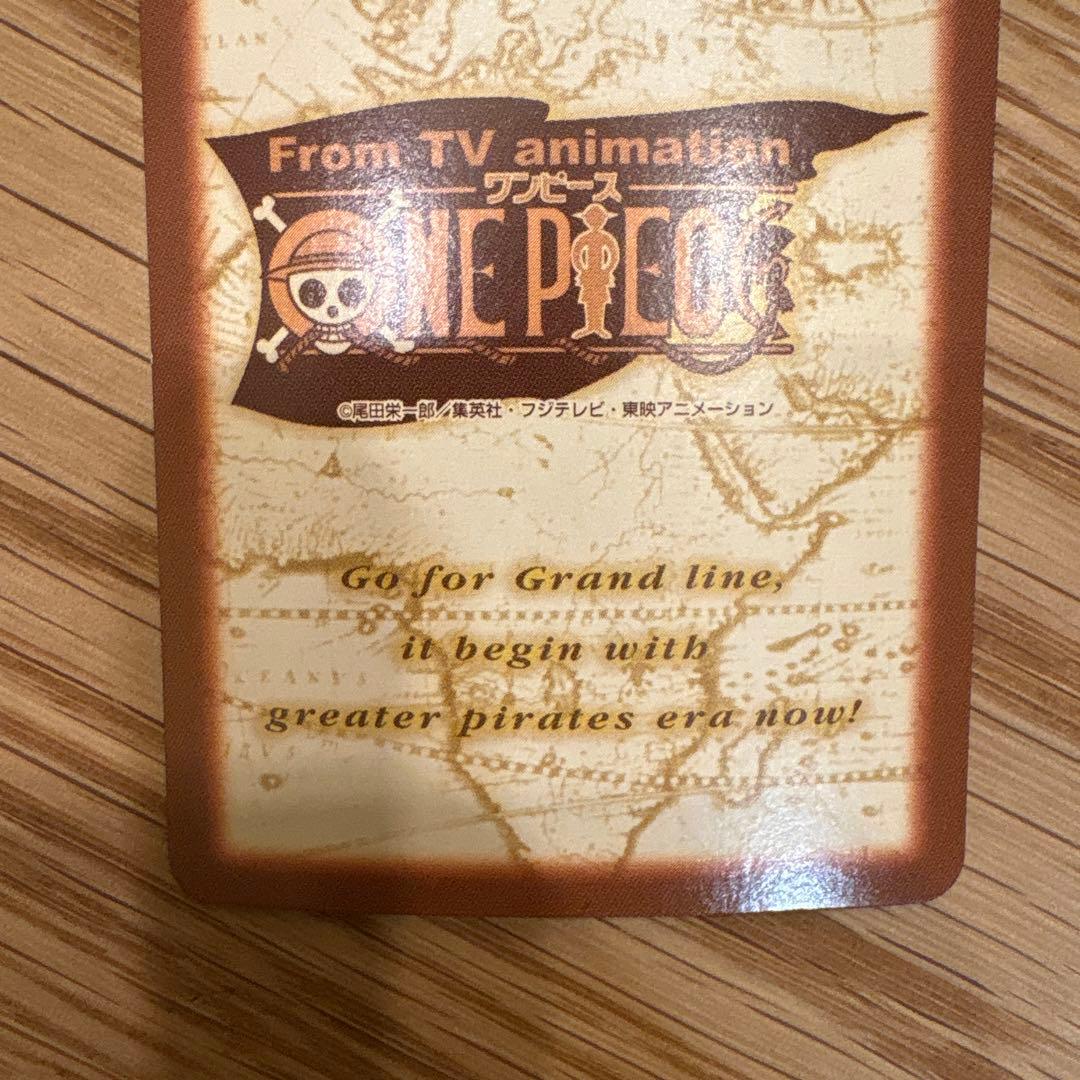 From TV animation
ワンピース
ONE PIECE
©尾田栄一郎／集英社・フジテレビ・東映アニメーション
Go for Grand line,
it begin with
greater pirates era now!